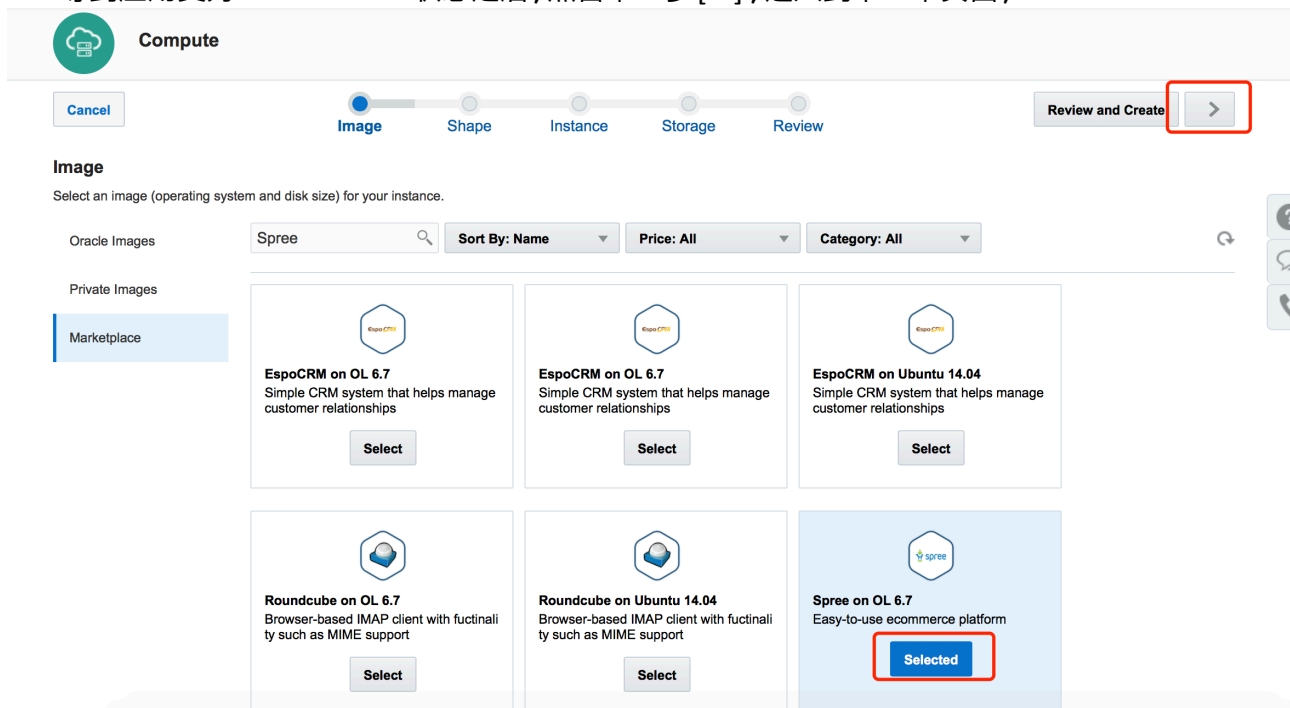 Compute
Cancel
Image
Shape
Instance
Storage
Review
Review and Create
Image
Select an image (operating system and disk size) for your instance.
Oracle Images
Spree
Sort By: Name
Price: All
Category: All
Private Images
Marketplace
EspoCRM
EspoCRM
EspoCRM
EspoCRM on OL 6.7
Simple CRM system that helps manage
customer relationships
Select
EspoCRM on OL 6.7
Simple CRM system that helps manage
customer relationships
Select
EspoCRM on Ubuntu 14.04
Simple CRM system that helps manage
customer relationships
Select
Roundcube on OL 6.7
Browser-based IMAP client with fuctinali
ty such as MIME support
Select
Roundcube on Ubuntu 14.04
Browser-based IMAP client with fuctinali
ty such as MIME support
Select
spree
Spree on OL 6.7
Easy-to-use ecommerce platform
Selected